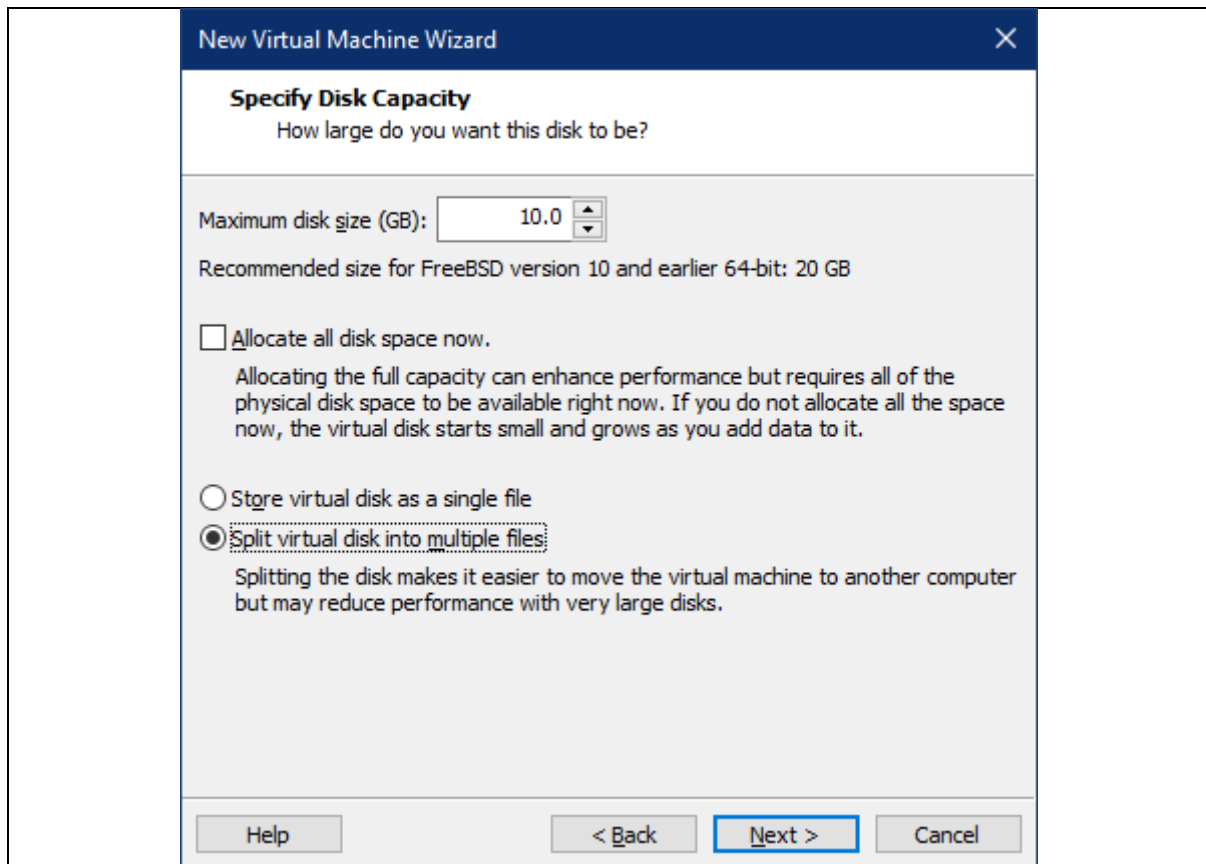 New Virtual Machine Wizard
Specify Disk Capacity
How large do you want this disk to be?
Maximum disk size (GB): 10.0
Recommended size for FreeBSD version 10 and earlier 64-bit: 20 GB
Allocate all disk space now.
Allocating the full capacity can enhance performance but requires all of the
physical disk space to be available right now. If you do not allocate all the space
now, the virtual disk starts small and grows as you add data to it.
Store virtual disk as a single file
Split virtual disk into multiple files
Splitting the disk makes it easier to move the virtual machine to another computer
but may reduce performance with very large disks.
Help < Back Next > Cancel